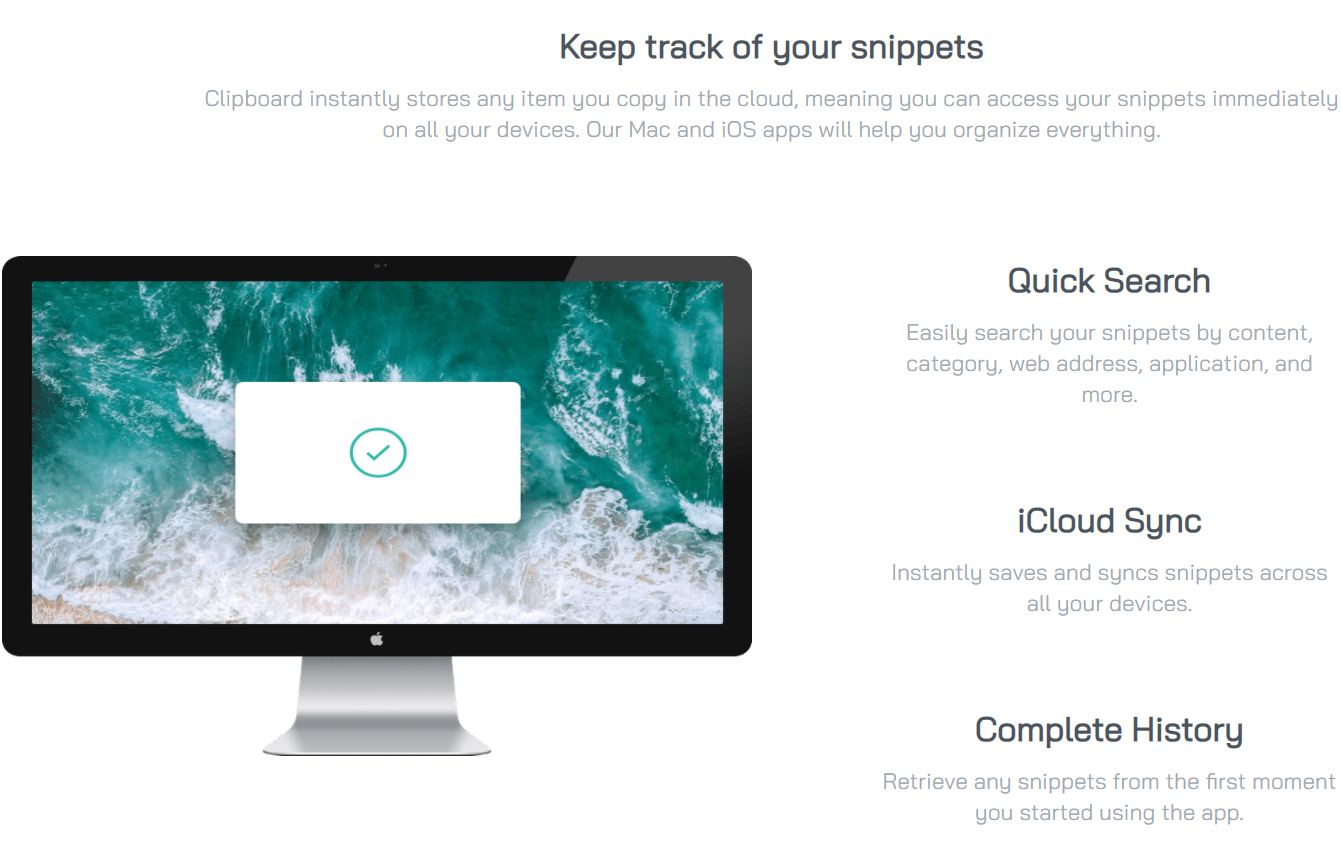 Keep track of your snippets
Clipboard instantly stores any item you copy in the cloud, meaning you can access your snippets immediately
on all your devices. Our Mac and iOS apps will help you organize everything.
Quick Search
Easily search your snippets by content,
category, web address, application, and
more.
iCloud Sync
Instantly saves and syncs snippets across
all your devices.
Complete History
Retrieve any snippets from the first moment
you started using the app.